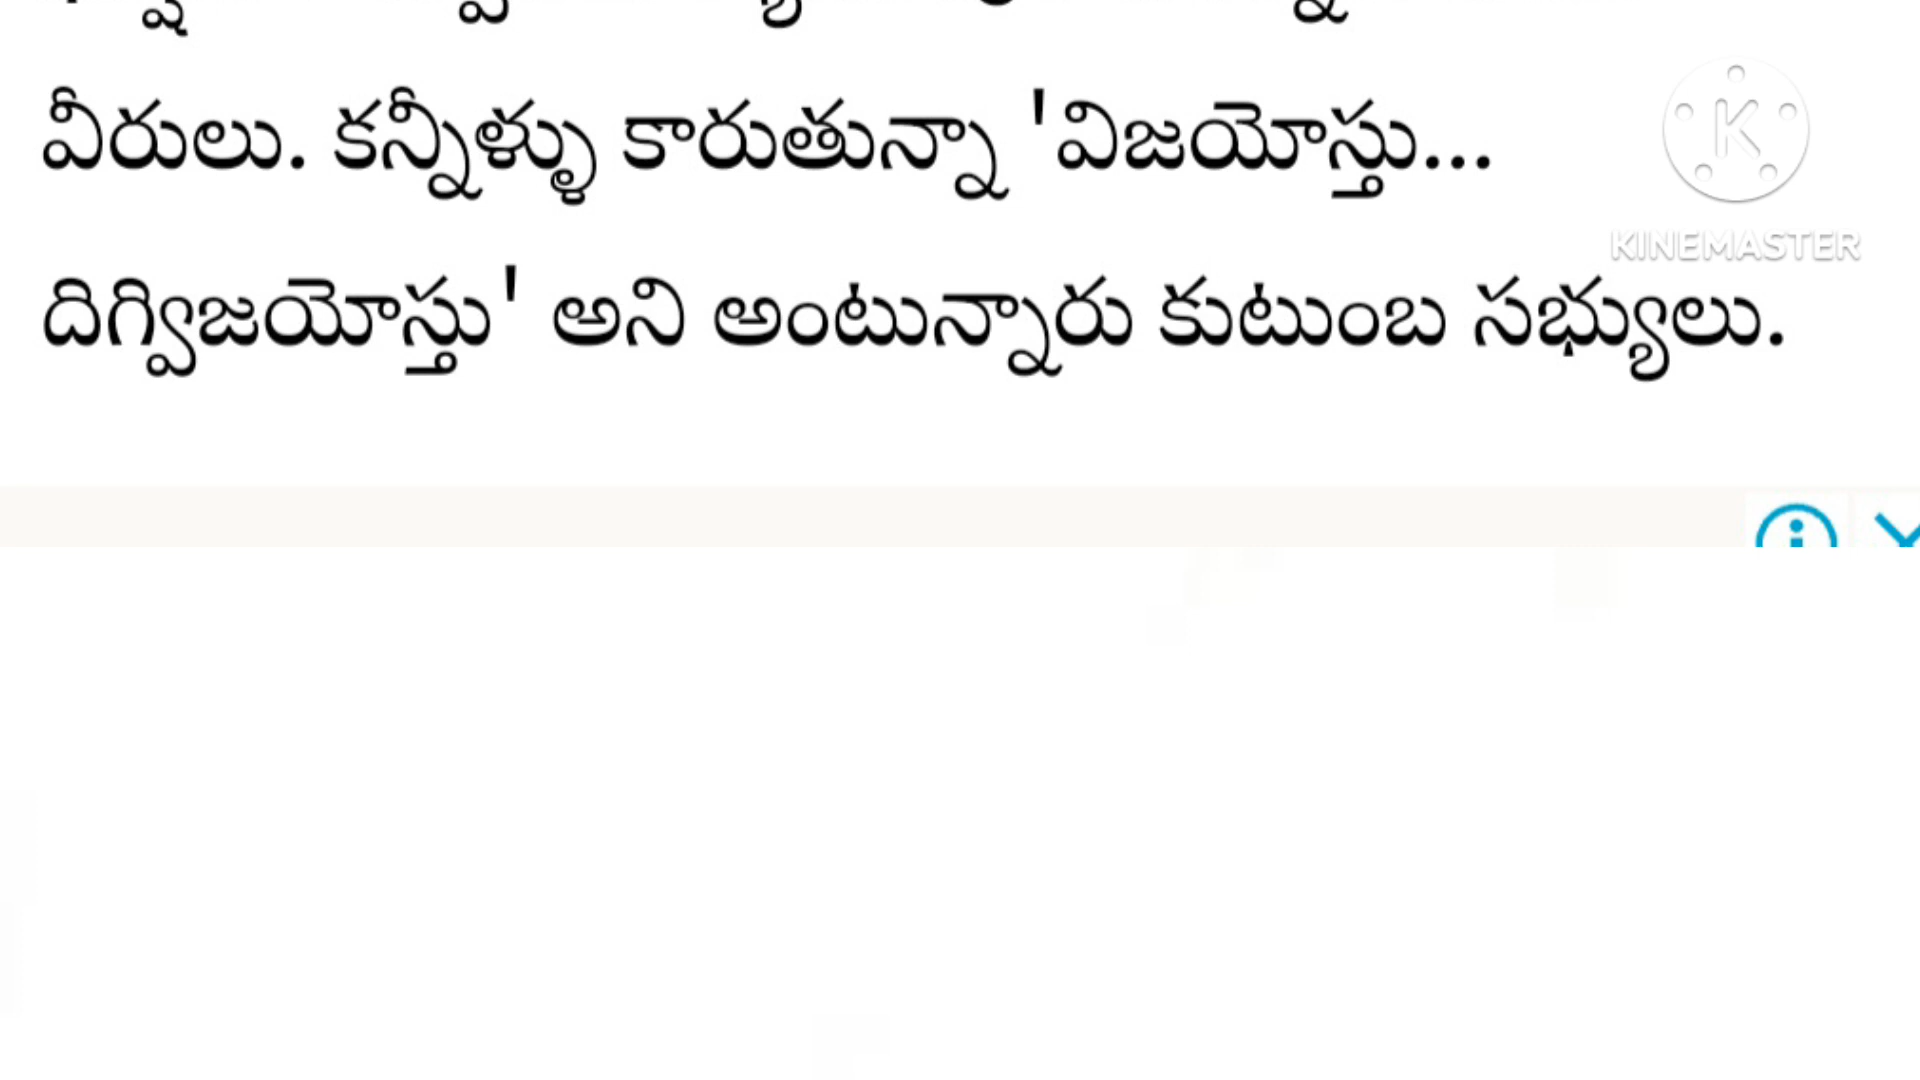 వీరులు. కన్నీళ్ళు కారుతున్నా 'విజయోస్తు...
KINEMASTER
దిగ్విజయోస్తు' అని అంటున్నారు కుటుంబ సభ్యులు.